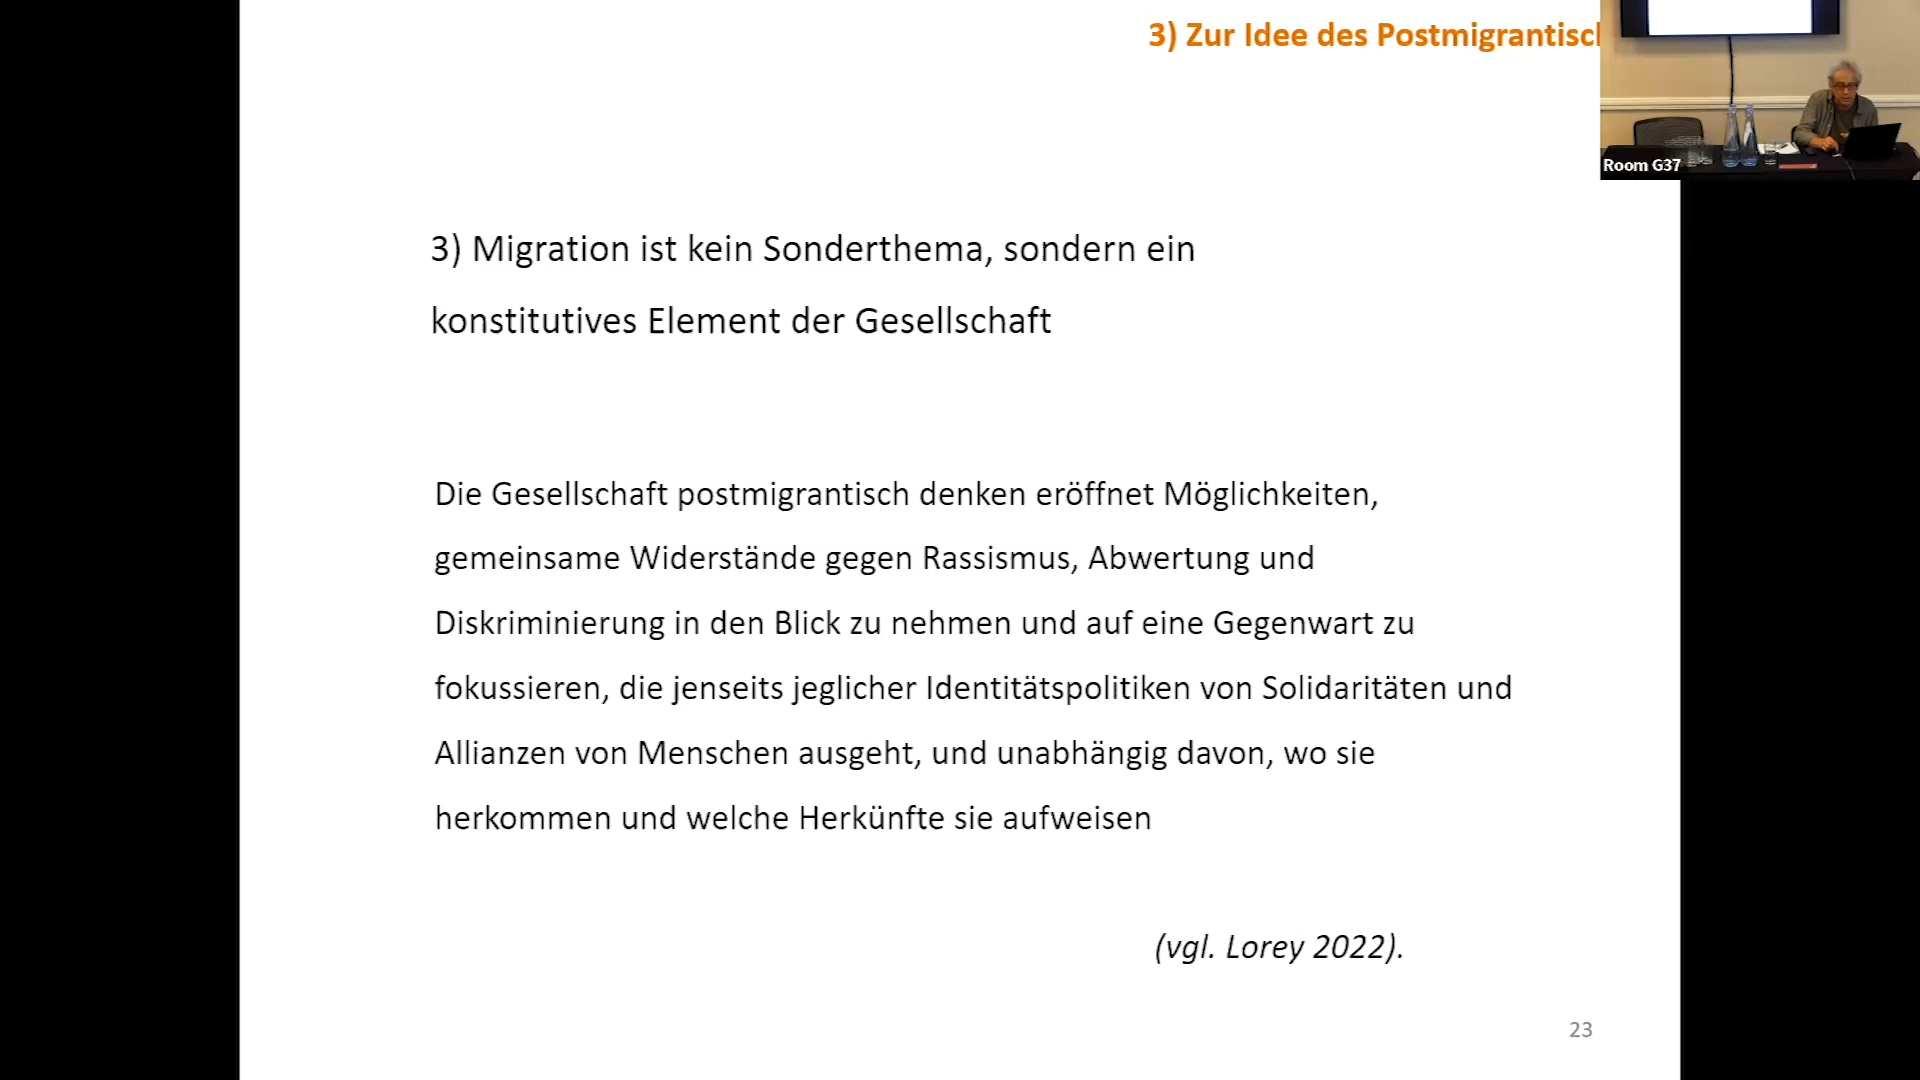 3) Zur Idee des Postmigrantisch
Room G37
3) Migration ist kein Sonderthema, sondern ein
konstitutives Element der Gesellschaft
Die Gesellschaft postmigrantisch denken eröffnet Möglichkeiten,
gemeinsame Widerstände gegen Rassismus, Abwertung und
Diskriminierung in den Blick zu nehmen und auf eine Gegenwart zu
fokussieren, die jenseits jeglicher Identitätspolitiken von Solidaritäten und
Allianzen von Menschen ausgeht, und unabhängig davon, wo sie
herkommen und welche Herkünfte sie aufweisen
(vgl. Lorey 2022).
23